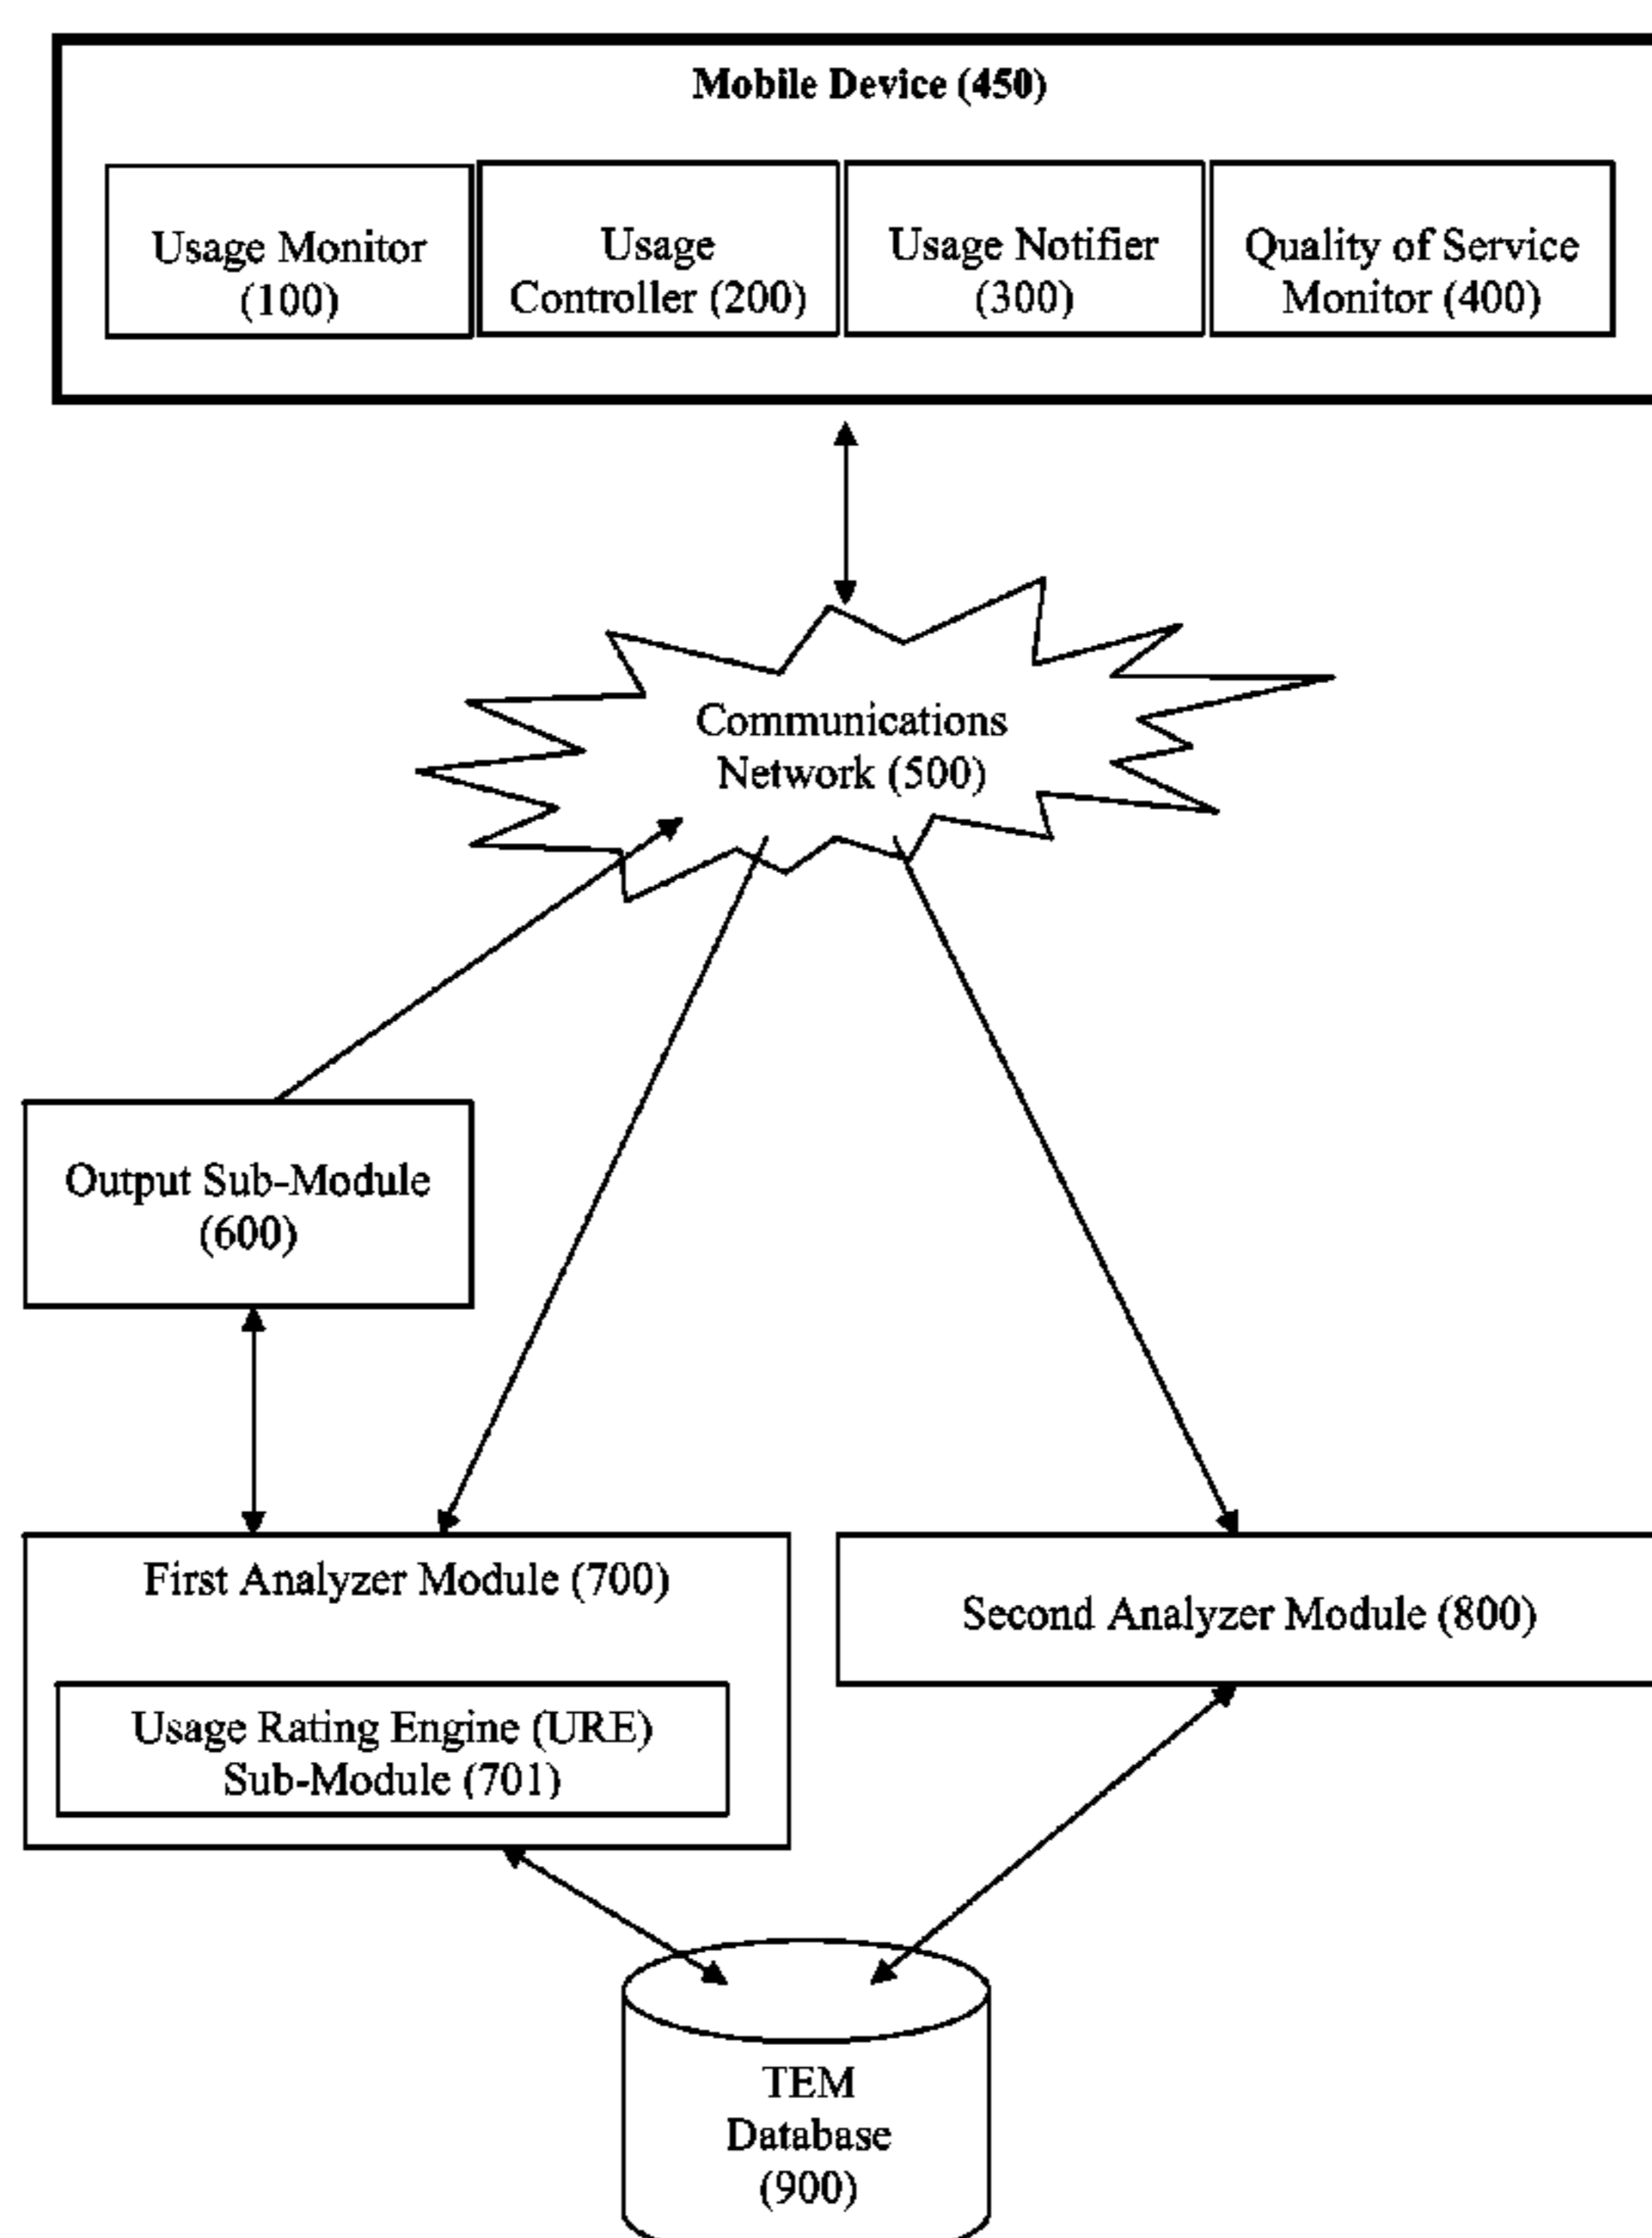 Mobile Device (450)
Usage Monitor
(100)
Usage
Controller (200)
Usage Notifier
(300)
Quality of Service
Monitor (400)
Communications
Network (500)
Output Sub-Module
(600)
First Analyzer Module (700)
Usage Rating Engine (URE)
Sub-Module (701)
Second Analyzer Module (800)
TEM
Database
(900)